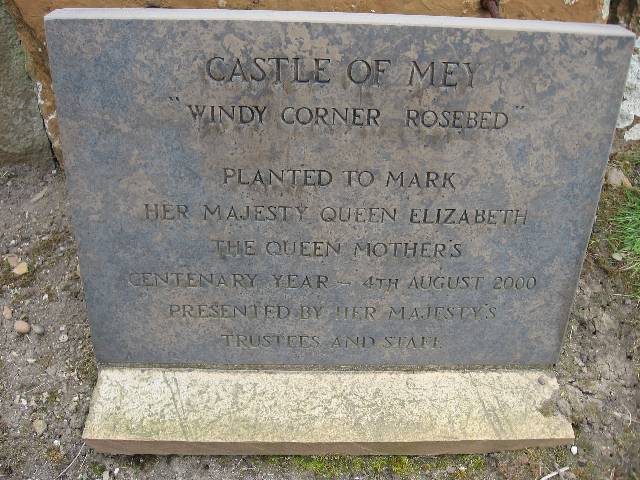 CASTLE OF MEY
"WINDY CORNER ROSEBED"
PLANTED TO MARK
HER MAJESTY QUEEN ELIZABETH
THE QUEEN MOTHER'S
CENTENARY YEAR - 4TH AUGUST 2000
PRESENTED BY HER MAJESTY'S
TRUSTEES AND STAFF